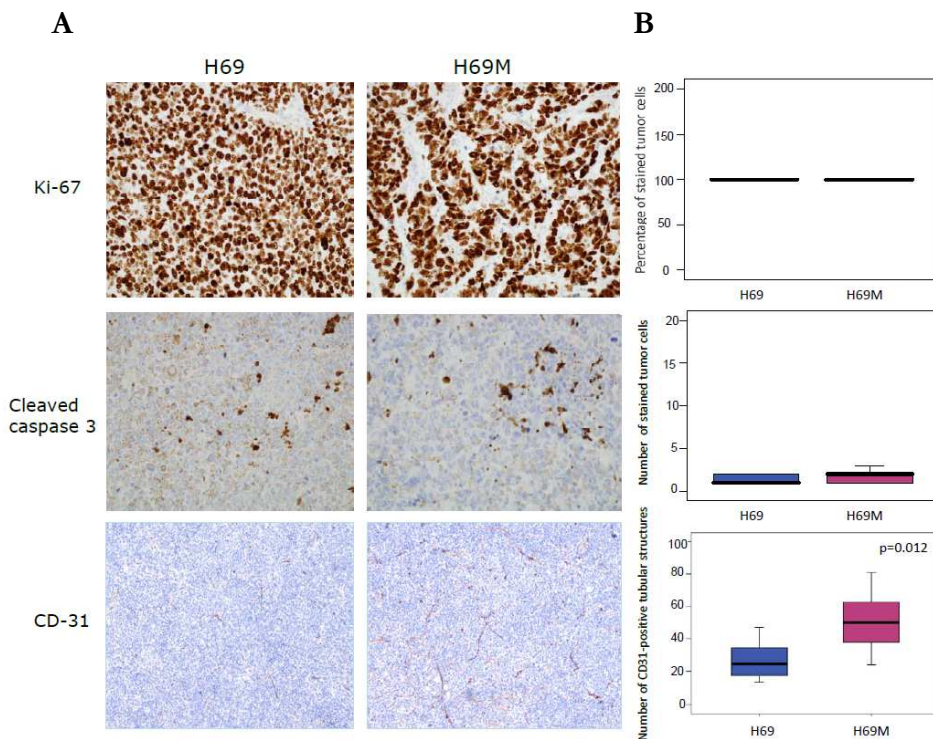 A
B
H69
H69M
Ki-67
Cleaved
caspase 3
CD-31
Percentage of stained tumor cells
200
150
100
50
0
H69
H69M
Number of stained tumor cells
20
15
10
5
0
H69
H69M
Number of CD31-positive tubular structures
100
80
60
40
20
0
p=0.012
H69
H69M